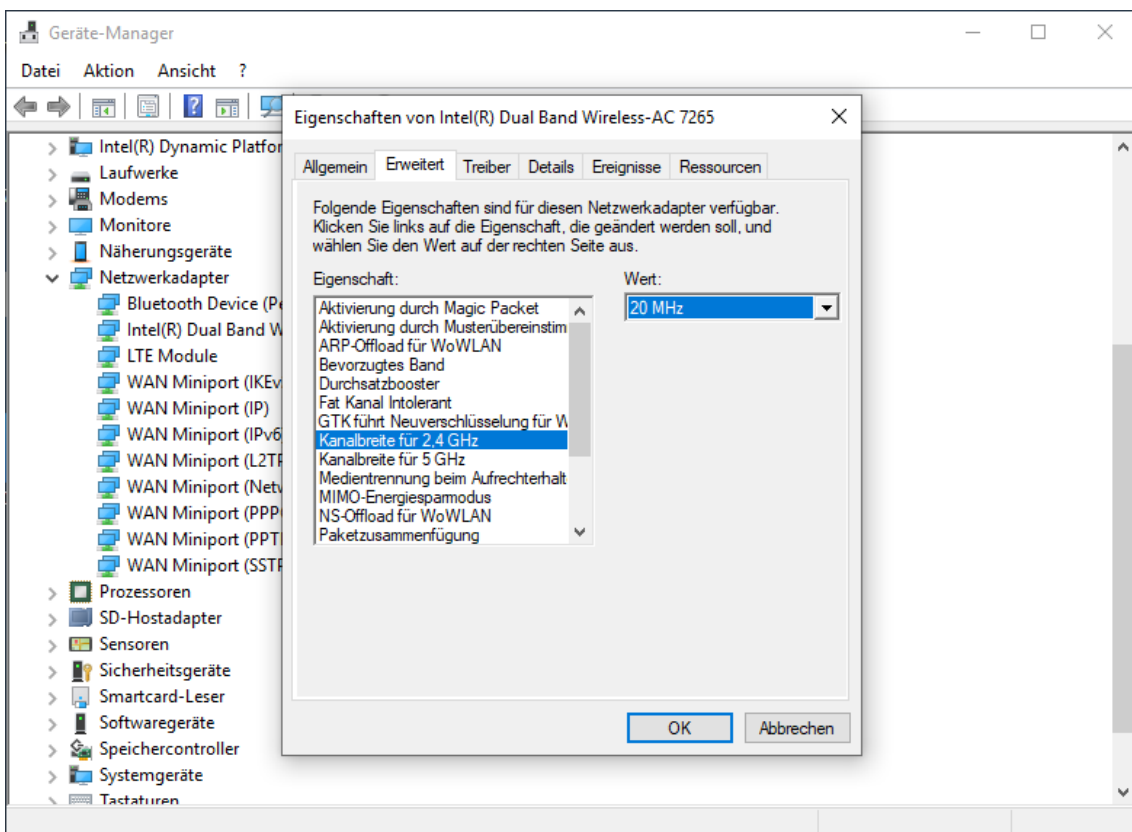 Geräte-Manager
Datei Aktion Ansicht ?
Intel(R) Dynamic Platfor
Laufwerke
Modems
Monitore
Näherungsgeräte
Netzwerkadapter
Bluetooth Device (Pe
Intel(R) Dual Band W
LTE Module
WAN Miniport (IKEv
WAN Miniport (IP)
WAN Miniport (IPv6
WAN Miniport (L2TP
WAN Miniport (Netw
WAN Miniport (PPPO
WAN Miniport (PPTP
WAN Miniport (SSTP
Prozessoren
SD-Hostadapter
Sensoren
Sicherheitsgeräte
Smartcard-Leser
Softwaregeräte
Speichercontroller
Systemgeräte
Tastaturen
Eigenschaften von Intel(R) Dual Band Wireless-AC 7265
Allgemein Erweitert Treiber Details Ereignisse Ressourcen
Folgende Eigenschaften sind für diesen Netzwerkadapter verfügbar.
Klicken Sie links auf die Eigenschaft, die geändert werden soll, und
wählen Sie den Wert auf der rechten Seite aus.
Eigenschaft:
Aktivierung durch Magic Packet
Aktivierung durch Musterübereinstim
ARP-Offload für WoWLAN
Bevorzugtes Band
Durchsatzbooster
Fat Kanal Intolerant
GTK führt Neuverschlüsselung für W
Kanalbreite für 2,4 GHz
Kanalbreite für 5 GHz
Medientrennung beim Aufrechterhalt
MIMO-Energiesparmodus
NS-Offload für WoWLAN
Paketzusammenfügung
Wert:
20 MHz
OK Abbrechen